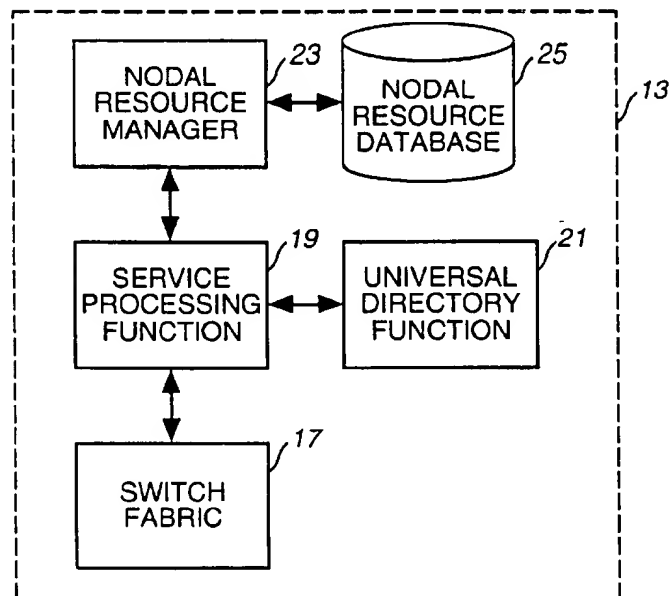 23
NODAL
RESOURCE
MANAGER
25
NODAL
RESOURCE
DATABASE
13
19
SERVICE
PROCESSING
FUNCTION
21
UNIVERSAL
DIRECTORY
FUNCTION
17
SWITCH
FABRIC